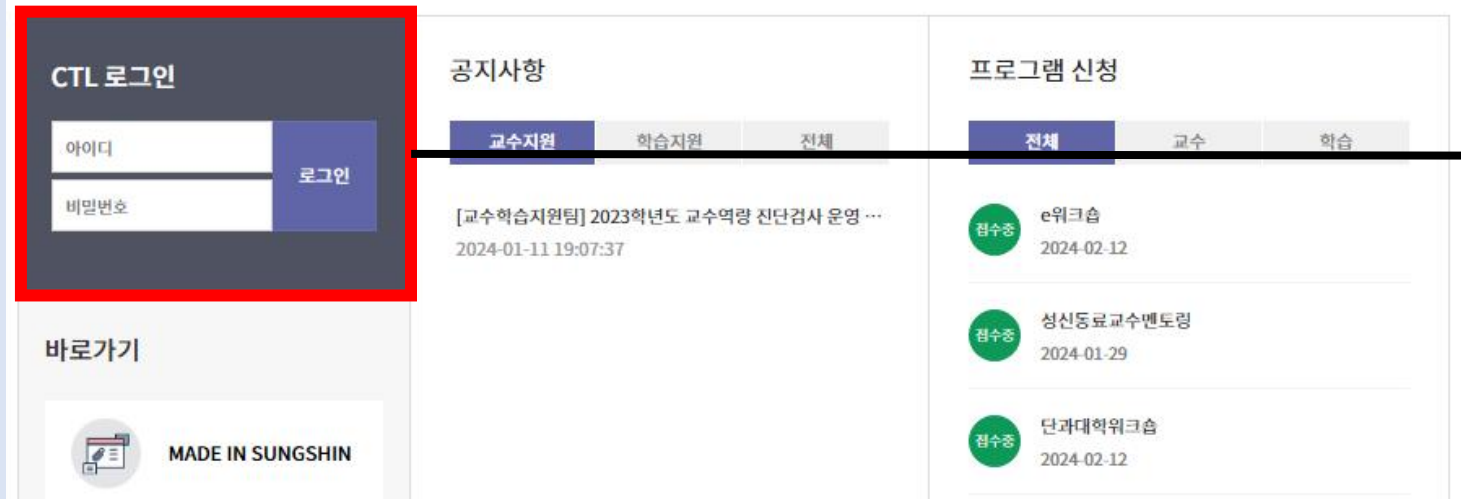 CTL 로그인
아이디
비밀번호
로그인
바로가기
MADE IN SUNGSHIN
공지사항
교수지원 학습지원 전체
[교수학습지원팀] 2023학년도 교수역량 진단검사 운영 …
2024-01-11 19:07:37
프로그램 신청
전체 교수 학습
접수중 e워크숍
2024-02-12
접수중 성신동료교수멘토링
2024-01-29
접수중 단과대학워크숍
2024-02-12